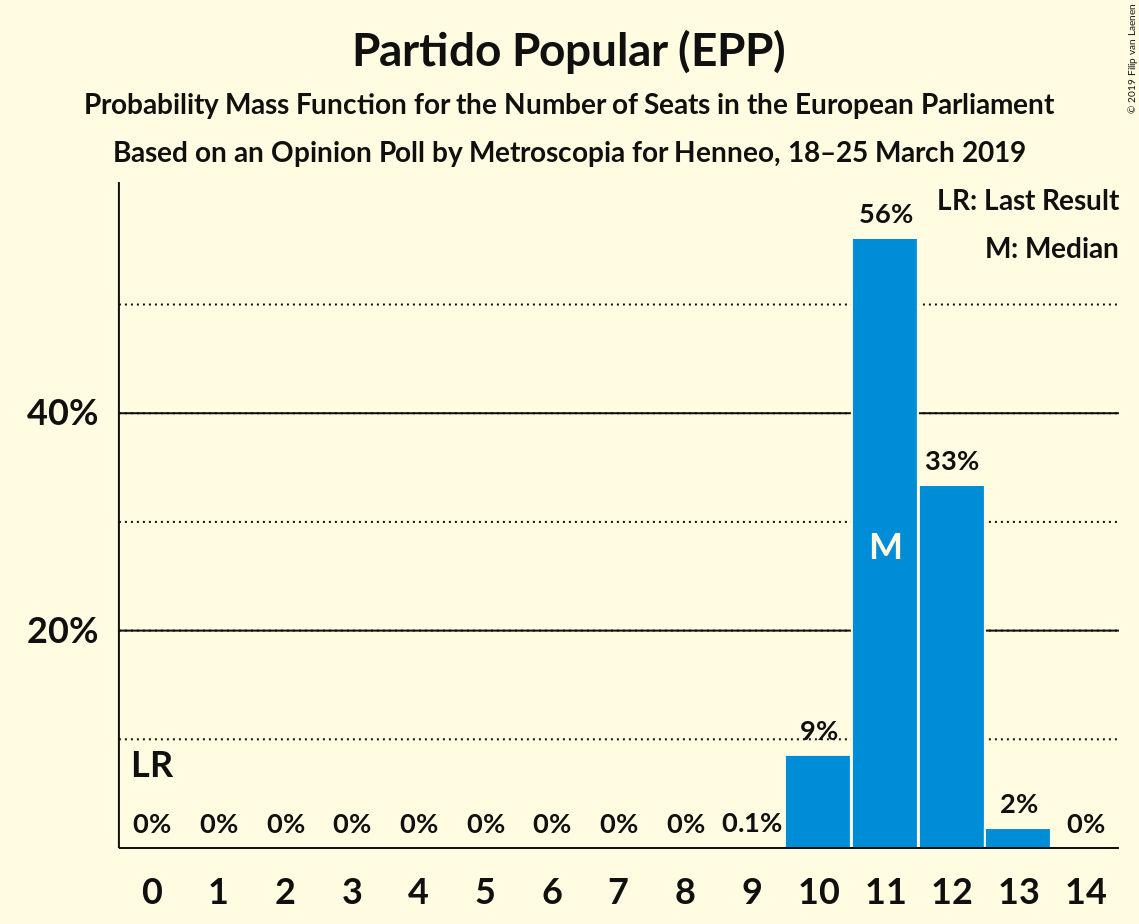 Partido Popular (EPP)
Probability Mass Function for the Number of Seats in the European Parliament
Based on an Opinion Poll by Metroscopia for Henneo, 18–25 March 2019
© 2019 Filip van Laenen
LR: Last Result
M: Median
56%
40%
33%
M
20%
9%
LR
2%
0% 0% 0% 0% 0% 0% 0% 0% 0% 0.1% 0%
0 1 2 3 4 5 6 7 8 9 10 11 12 13 14